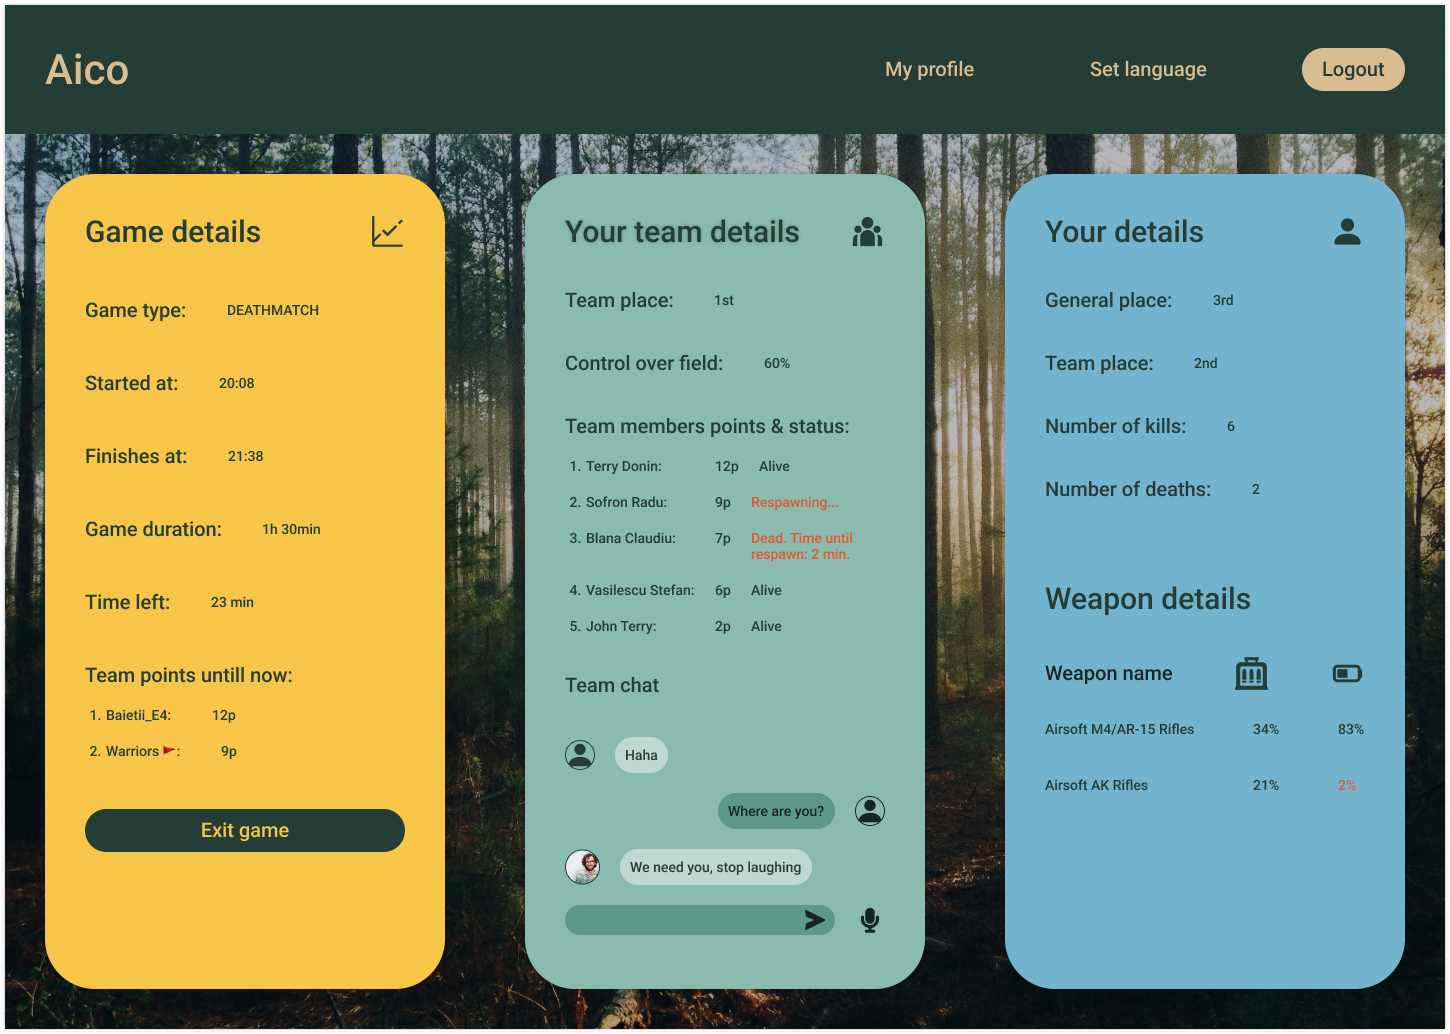 Aico
My profile
Set language
Logout
Game details
Game type: DEATHMATCH
Started at: 20:08
Finishes at: 21:38
Game duration: 1h 30min
Time left: 23 min
Team points untill now:
1. Baietii_E4: 12p
2. Warriors : 9p
Exit game
Your team details
Team place: 1st
Control over field: 60%
Team members points & status:
1. Terry Donin: 12p Alive
2. Sofron Radu: 9p Respawning...
3. Blana Claudiu: 7p Dead. Time until
respawn: 2 min.
4. Vasilescu Stefan: 6p Alive
5. John Terry: 2p Alive
Team chat
Haha
Where are you?
We need you, stop laughing
Your details
General place: 3rd
Team place: 2nd
Number of kills: 6
Number of deaths: 2
Weapon details
Weapon name
Airsoft M4/AR-15 Rifles 34% 83%
Airsoft AK Rifles 21% 2%